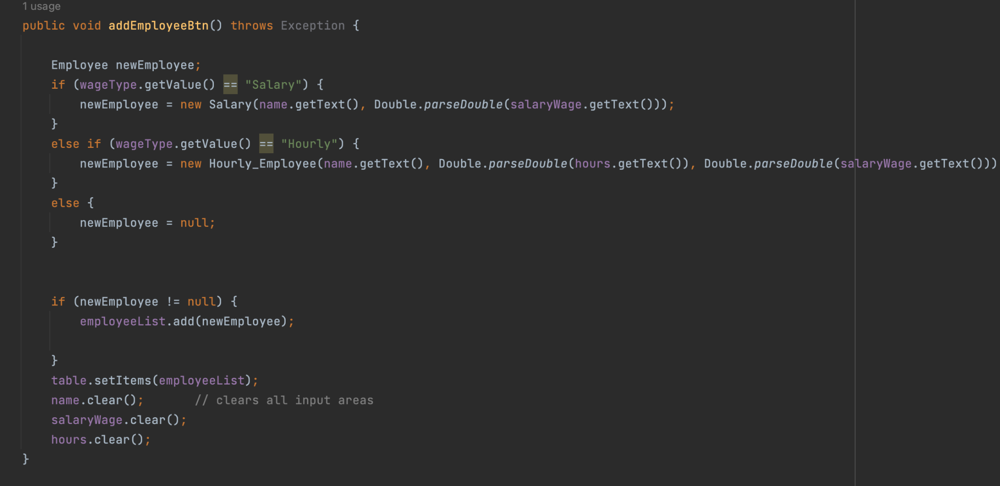 1 usage
public void addEmployeeBtn() throws Exception {
Employee newEmployee;
if (wageType.getValue() == "Salary") {
newEmployee = new Salary(name.getText(), Double.parseDouble(salaryWage.getText()));
}
else if (wageType.getValue() == "Hourly") {
newEmployee = new Hourly_Employee(name.getText(), Double.parseDouble(hours.getText()), Double.parseDouble(salaryWage.getText()))
}
else {
newEmployee = null;
}
if (newEmployee != null) {
employeeList.add(newEmployee);
}
table.setItems(employeeList);
name.clear(); // clears all input areas
salaryWage.clear();
hours.clear();
}